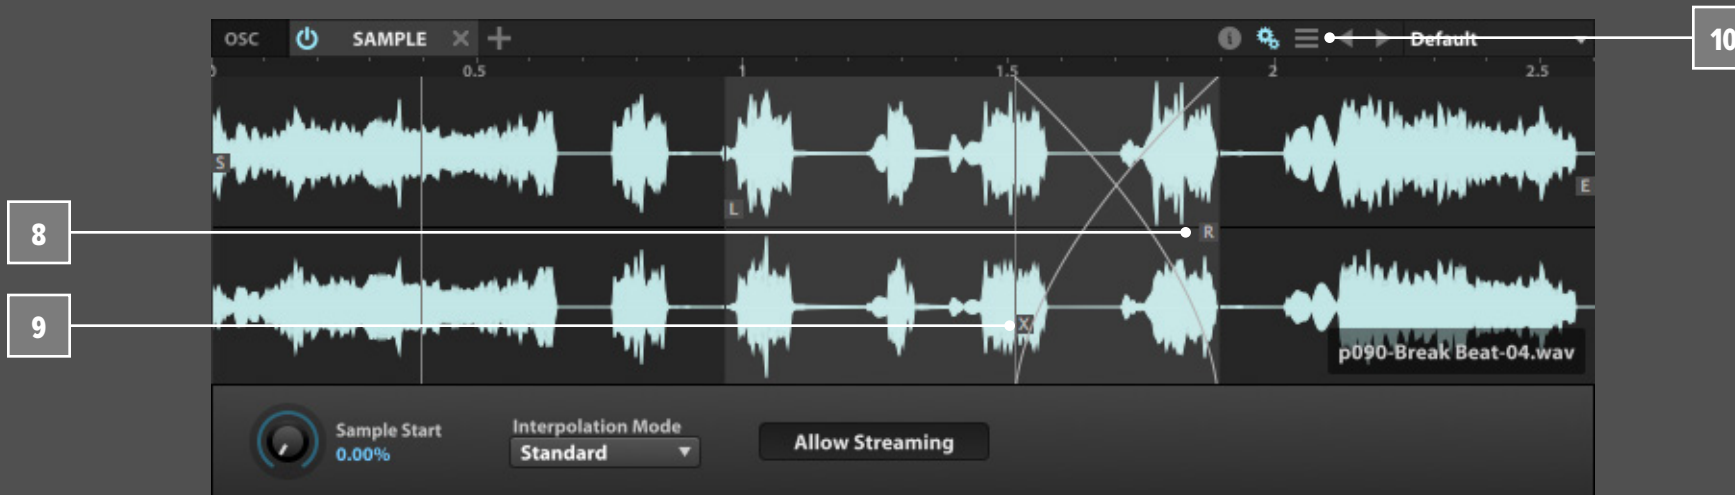 OSC SAMPLE Default 10
0 0.5 1 1.5 2 2.5
S
E
L
8 R
9 X
p090-Break Beat-04.wav
Sample Start Interpolation Mode
0.00% Standard Allow Streaming